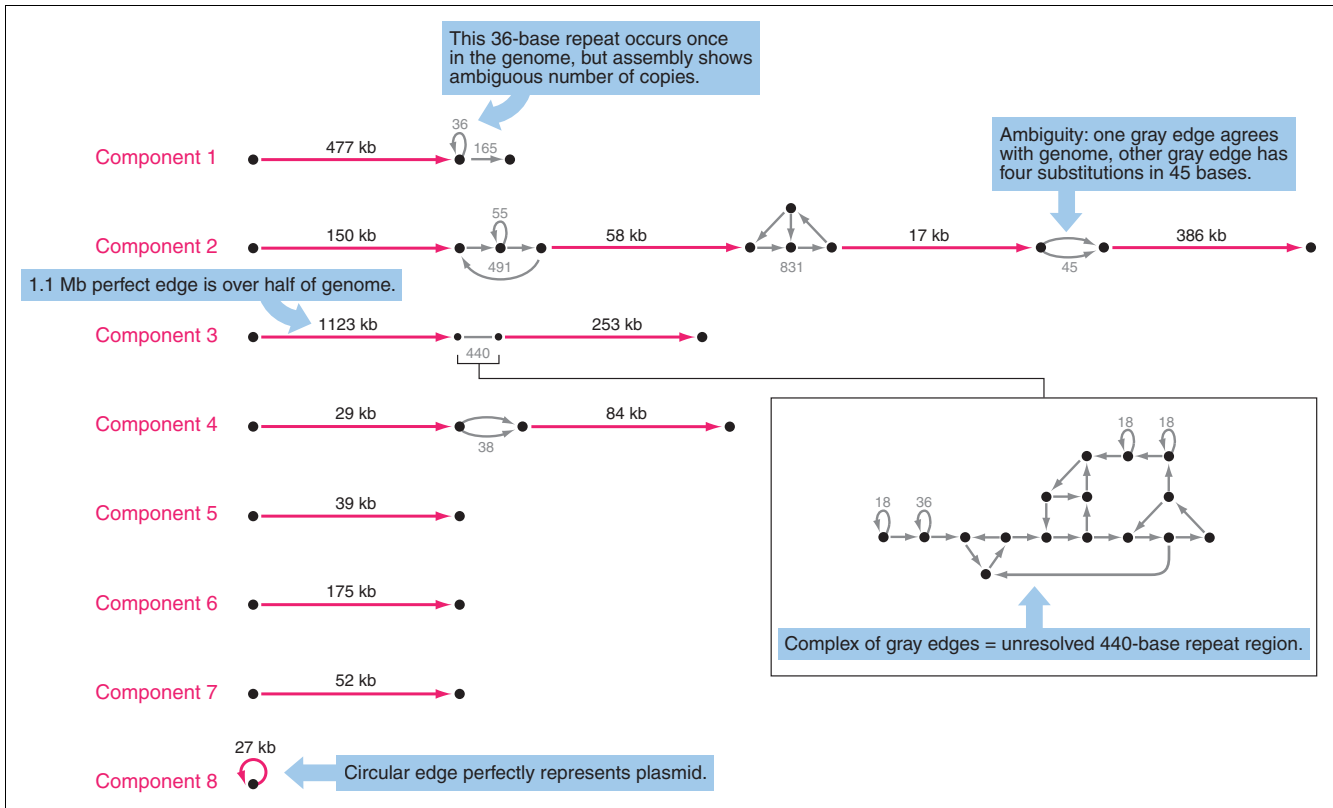 This 36-base repeat occurs once
in the genome, but assembly shows
ambiguous number of copies.
Ambiguity: one gray edge agrees
with genome, other gray edge has
four substitutions in 45 bases.
Component 1
477 kb
36
165
Component 2
150 kb
55
491
58 kb
831
17 kb
45
386 kb
1.1 Mb perfect edge is over half of genome.
Component 3
1123 kb
440
253 kb
Component 4
29 kb
38
84 kb
18
18
18
36
Complex of gray edges = unresolved 440-base repeat region.
Component 5
39 kb
Component 6
175 kb
Component 7
52 kb
Component 8
27 kb
Circular edge perfectly represents plasmid.